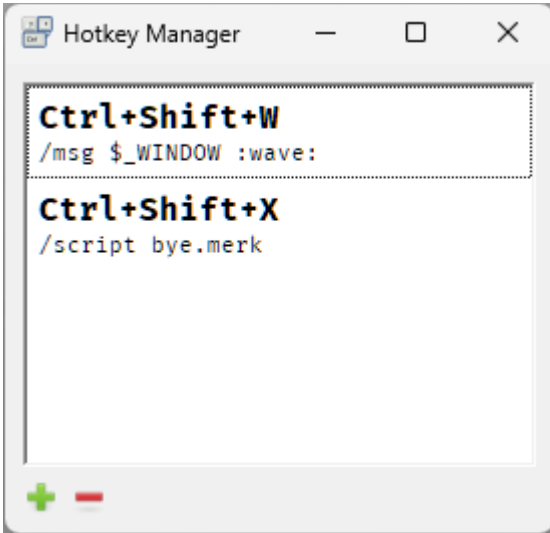 Hotkey Manager
Ctrl+Shift+W
/msg $_WINDOW :wave:
Ctrl+Shift+X
/script bye.merk